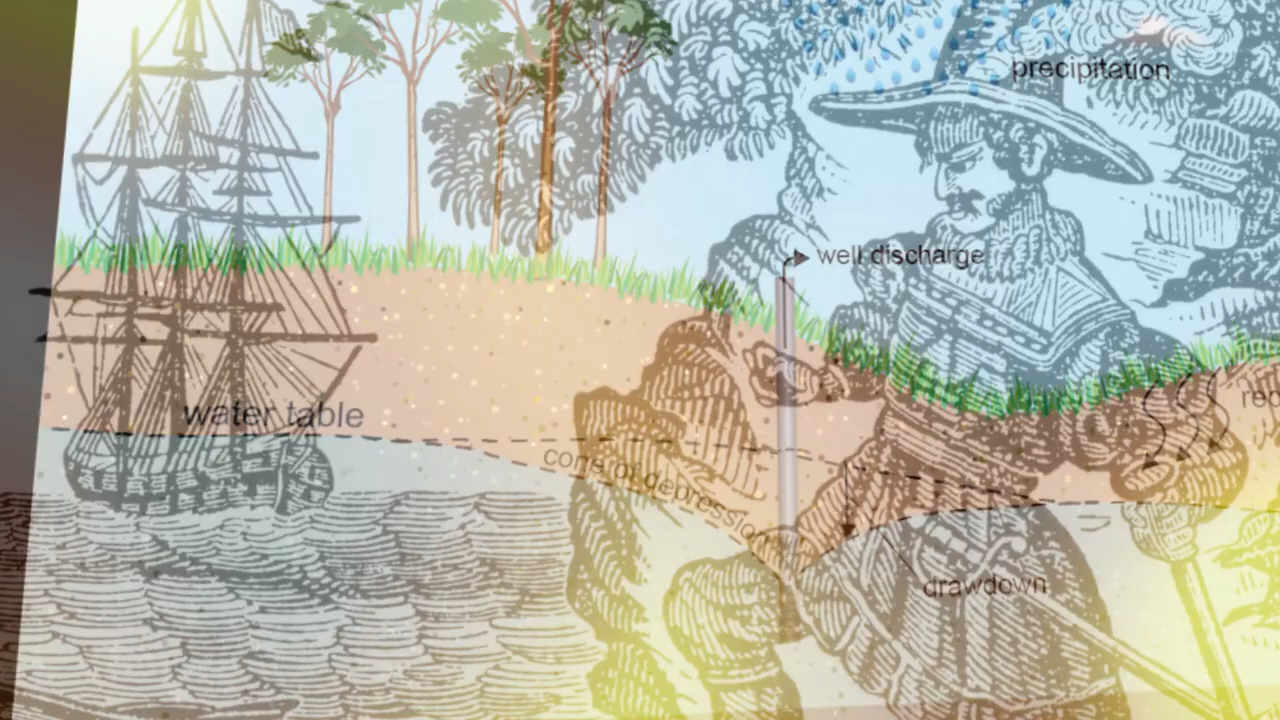 precipitation
well discharge
water table
cone of depression
drawdown